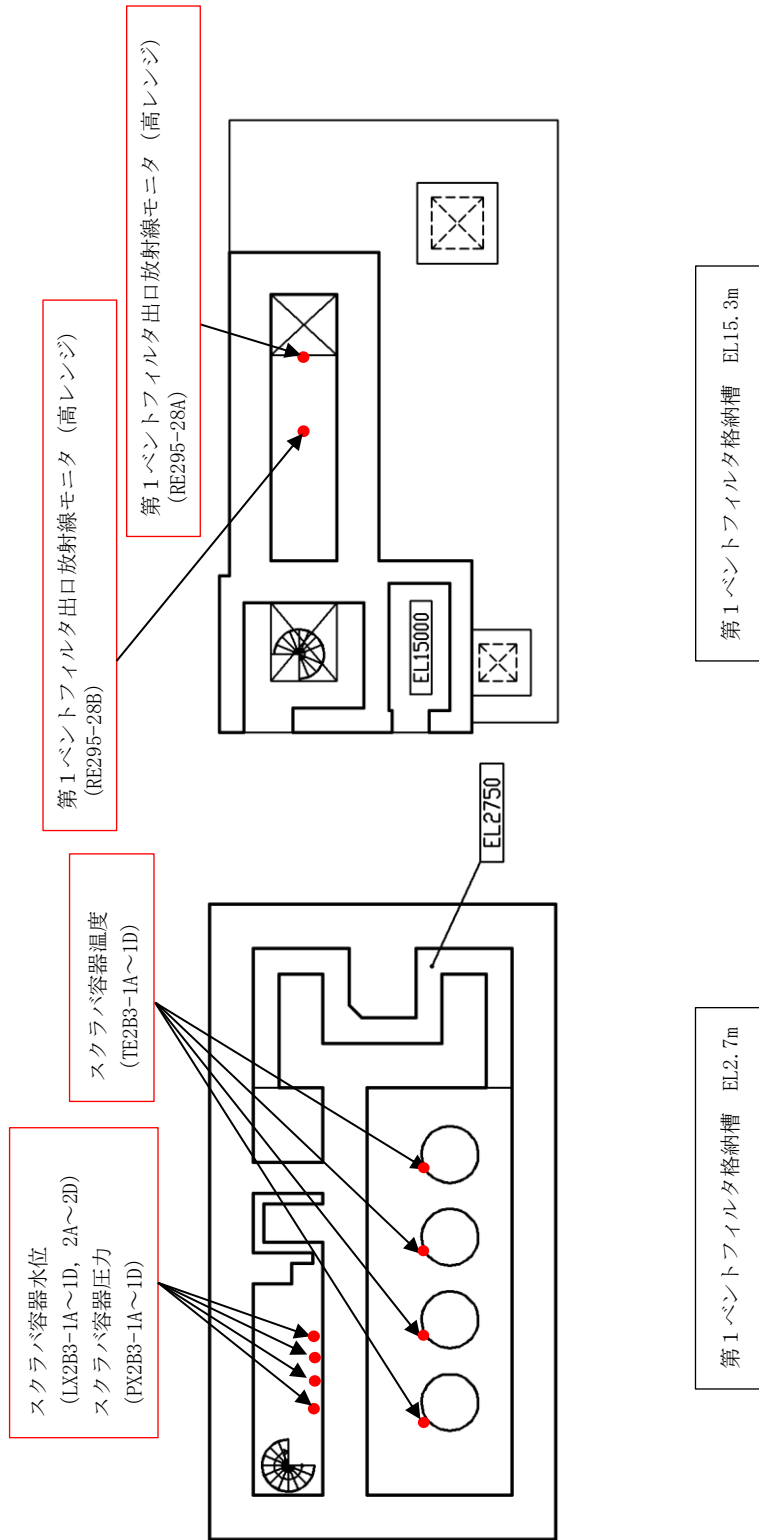 スクラバ容器水位
(LX2B3-1A～1D, 2A～2D)
スクラバ容器圧力
(PX2B3-1A～1D)
スクラバ容器温度
(TE2B3-1A～1D)
EL2750
第１ベントフィルタ格納槽 EL2.7m
第１ベントフィルタ出口放射線モニタ（高レンジ）
(RE295-28B)
第１ベントフィルタ出口放射線モニタ（高レンジ）
(RE295-28A)
EL15000
第１ベントフィルタ格納槽 EL15.3m